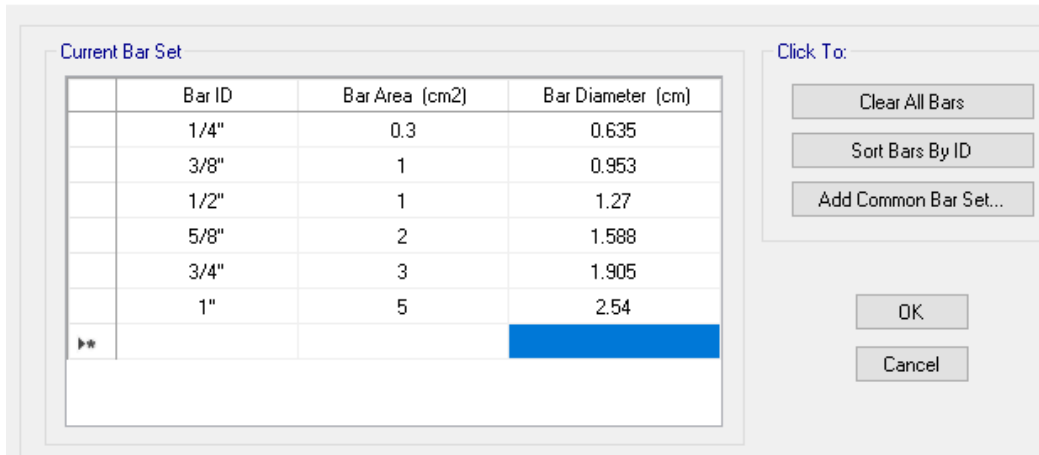 Current Bar Set
Bar ID Bar Area (cm2) Bar Diameter (cm)
1/4" 0.3 0.635
3/8" 1 0.953
1/2" 1 1.27
5/8" 2 1.588
3/4" 3 1.905
1" 5 2.54
Click To:
Clear All Bars
Sort Bars By ID
Add Common Bar Set...
OK
Cancel